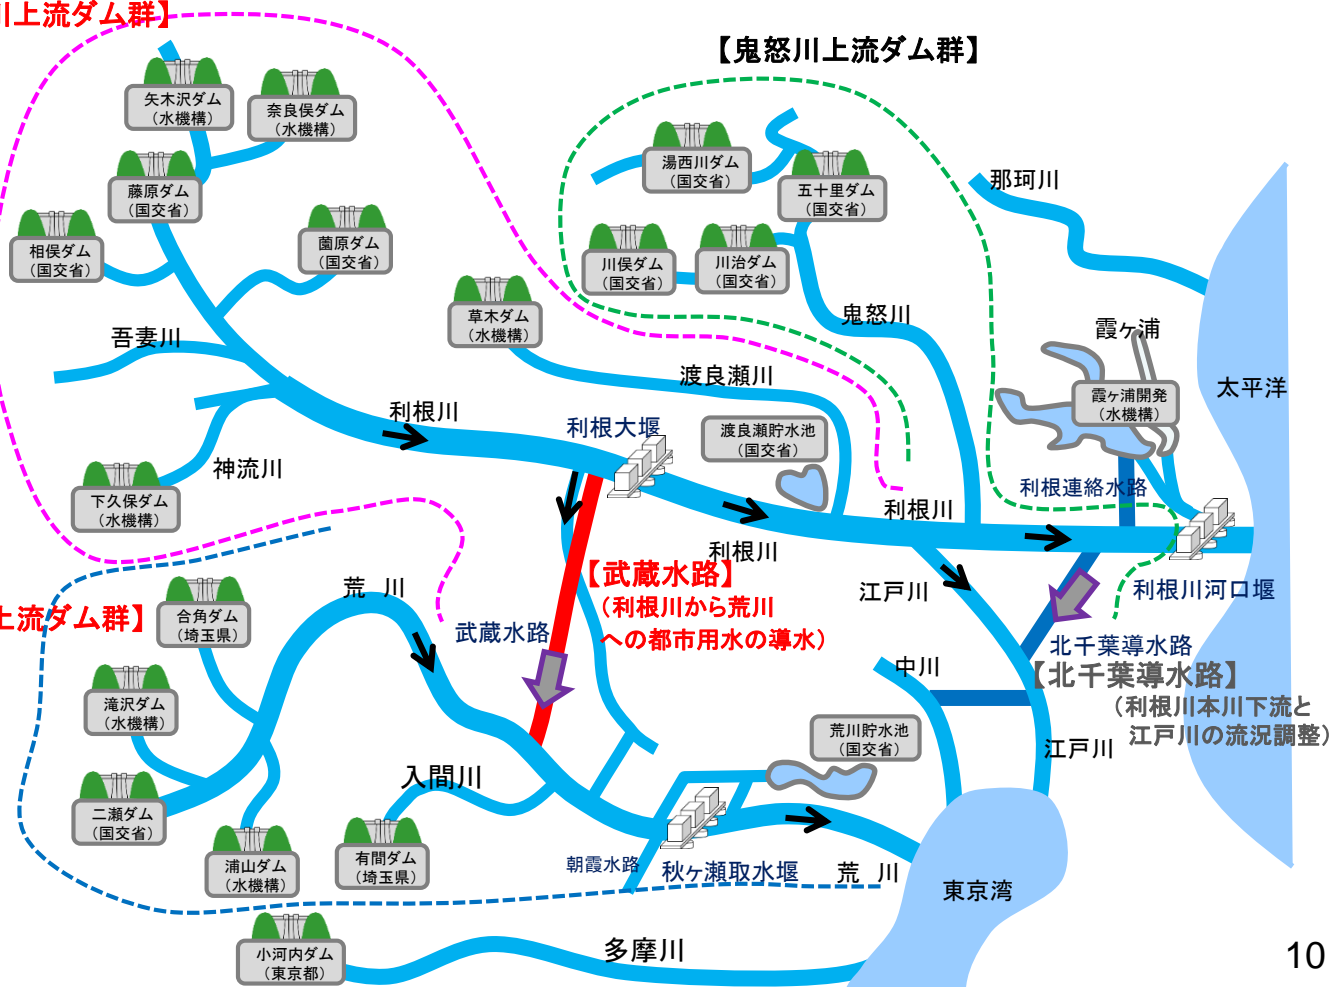 川上流ダム群】
【鬼怒川上流ダム群】
矢木沢ダム
（水機構）
奈良俣ダム
（水機構）
藤原ダム
（国交省）
相俣ダム
（国交省）
薗原ダム
（国交省）
湯西川ダム
（国交省）
五十里ダム
（国交省）
川俣ダム
（国交省）
川治ダム
（国交省）
那珂川
草木ダム
（水機構）
鬼怒川
霞ヶ浦
吾妻川
渡良瀬川
太平洋
霞ヶ浦開発
（水機構）
利根川
利根大堰
渡良瀬貯水池
（国交省）
神流川
下久保ダム
（水機構）
利根連絡水路
利根川
利根川
【武蔵水路】
（利根川から荒川
への都市用水の導水）
江戸川
利根川河口堰
荒　川
上流ダム群】
合角ダム
（埼玉県）
武蔵水路
北千葉導水路
【北千葉導水路】
（利根川本川下流と
江戸川の流況調整）
中川
滝沢ダム
（水機構）
荒川貯水池
（国交省）
江戸川
入間川
二瀬ダム
（国交省）
浦山ダム
（水機構）
有間ダム
（埼玉県）
朝霞水路
秋ヶ瀬取水堰
荒　川
東京湾
小河内ダム
（東京都）
多摩川
10